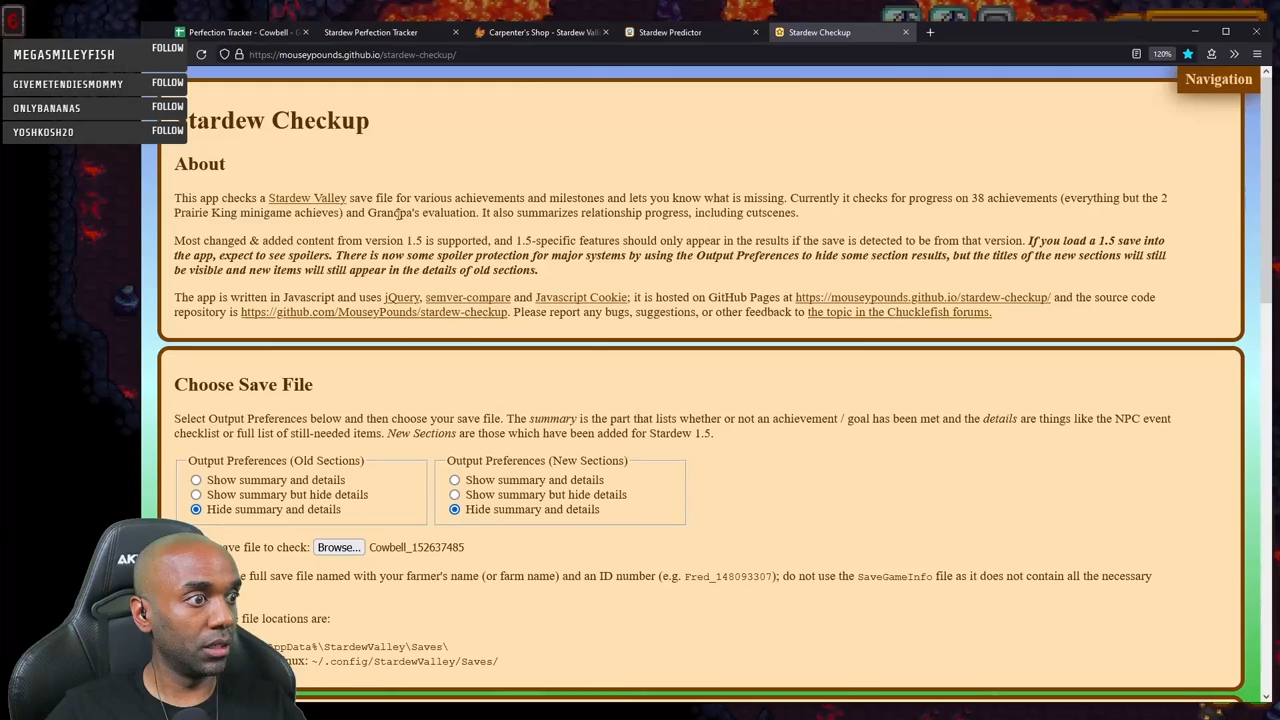 Perfection Tracker - Cowbell - G
Stardew Perfection Tracker
Carpenter's Shop - Stardew Val
Stardew Predictor
Stardew Checkup
MEGASMILEYFISH FOLLOW
GIVEMETENDIESMOMMY FOLLOW
ONLYBANANAS FOLLOW
YOSHKOSH20 FOLLOW
https://mouseypounds.github.io/stardew-checkup/
120%
Navigation
tardew Checkup
About
This app checks a Stardew Valley save file for various achievements and milestones and lets you know what is missing. Currently it checks for progress on 38 achievements (everything but the 2
Prairie King minigame achieves) and Grandpa's evaluation. It also summarizes relationship progress, including cutscenes.
Most changed & added content from version 1.5 is supported, and 1.5-specific features should only appear in the results if the save is detected to be from that version. If you load a 1.5 save into
the app, expect to see spoilers. There is now some spoiler protection for major systems by using the Output Preferences to hide some section results, but the titles of the new sections will still
be visible and new items will still appear in the details of old sections.
The app is written in Javascript and uses jQuery, semver-compare and Javascript Cookie; it is hosted on GitHub Pages at https://mouseypounds.github.io/stardew-checkup/ and the source code
repository is https://github.com/MouseyPounds/stardew-checkup. Please report any bugs, suggestions, or other feedback to the topic in the Chucklefish forums.
Choose Save File
Select Output Preferences below and then choose your save file. The summary is the part that lists whether or not an achievement / goal has been met and the details are things like the NPC event
checklist or full list of still-needed items. New Sections are those which have been added for Stardew 1.5.
Output Preferences (Old Sections)
Show summary and details
Show summary but hide details
Hide summary and details
Output Preferences (New Sections)
Show summary and details
Show summary but hide details
Hide summary and details
ave file to check: Browse... Cowbell_152637485
e full save file named with your farmer's name (or farm name) and an ID number (e.g. Fred_148093307); do not use the SaveGameInfo file as it does not contain all the necessary
file locations are:
ppData%\StardewValley\Saves\
nux: ~/.config/StardewValley/Saves/